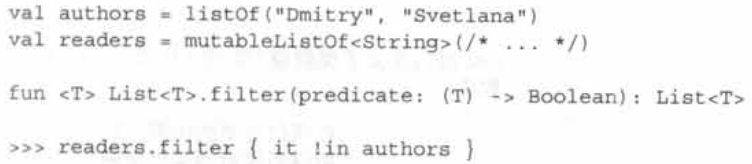 val authors = listOf("Dmitry", "Svetlana")
val readers = mutableListOf<String>(/* ... */)
fun <T> List<T>.filter(predicate: (T) -> Boolean): List<T>
>>> readers.filter { it !in authors }